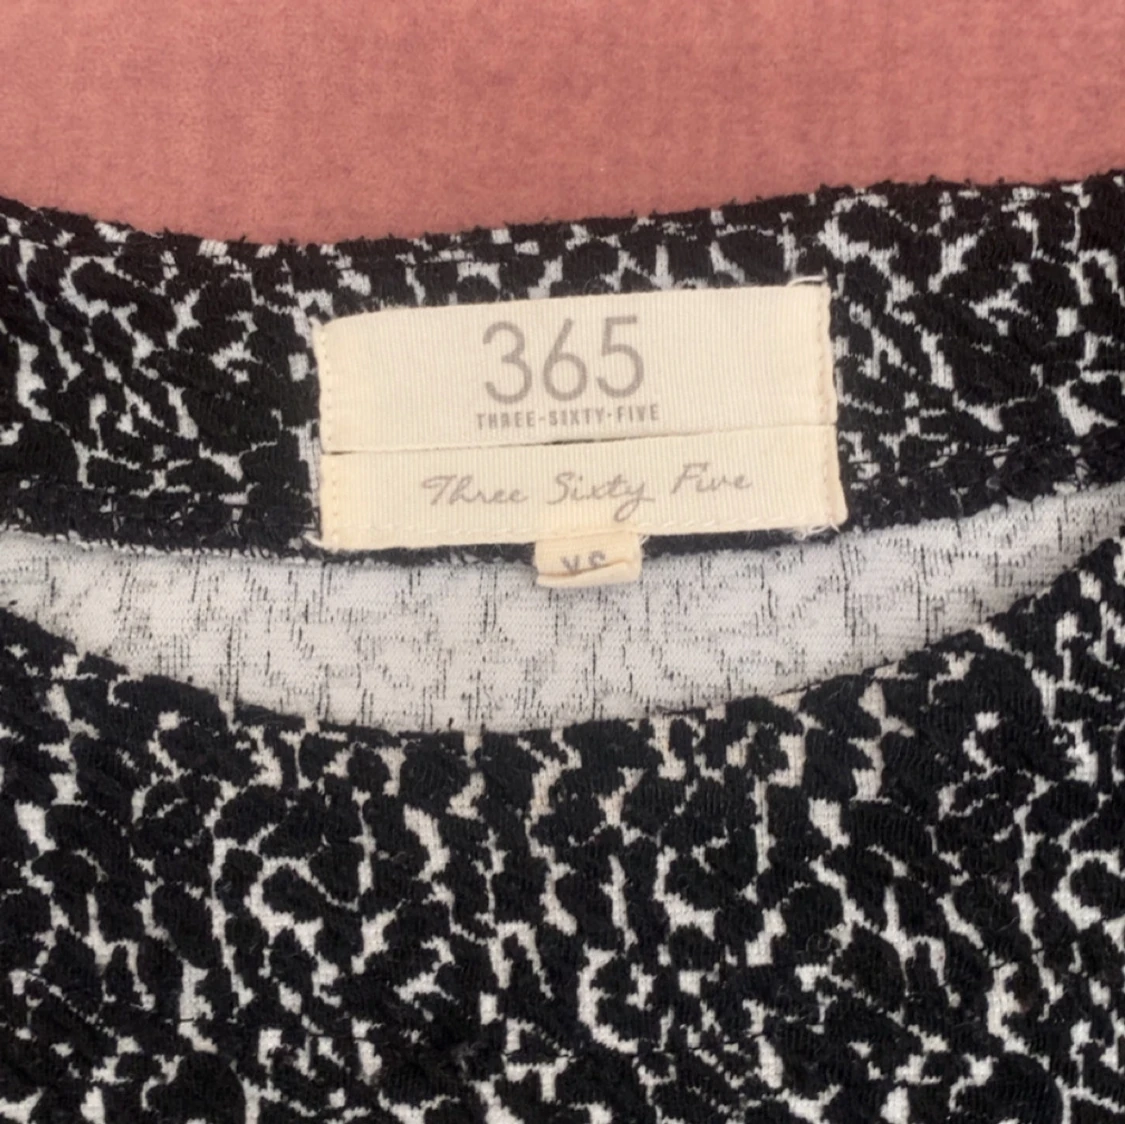 365
THREE-SIXTY-FIVE
Three Sixty Five
XS